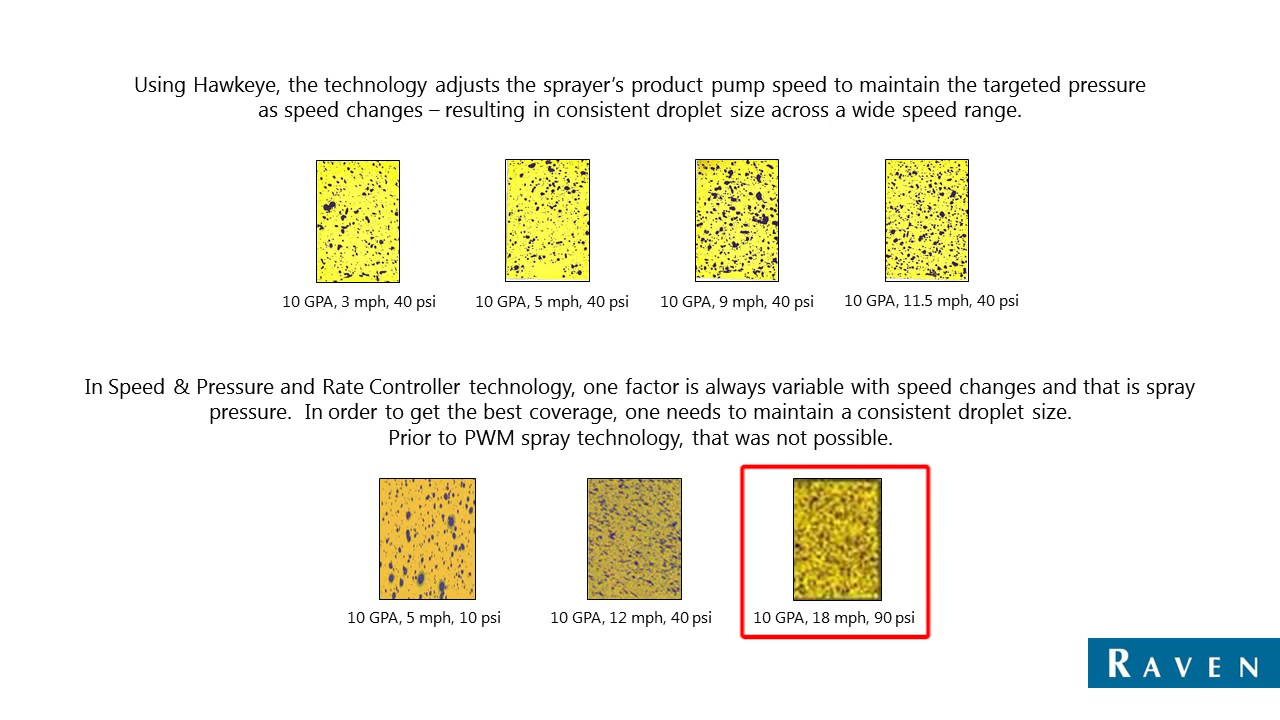 Using Hawkeye, the technology adjusts the sprayer’s product pump speed to maintain the targeted pressure
as speed changes – resulting in consistent droplet size across a wide speed range.
10 GPA, 3 mph, 40 psi
10 GPA, 5 mph, 40 psi
10 GPA, 9 mph, 40 psi
10 GPA, 11.5 mph, 40 psi
In Speed & Pressure and Rate Controller technology, one factor is always variable with speed changes and that is spray
pressure. In order to get the best coverage, one needs to maintain a consistent droplet size.
Prior to PWM spray technology, that was not possible.
10 GPA, 5 mph, 10 psi
10 GPA, 12 mph, 40 psi
10 GPA, 18 mph, 90 psi
RAVEN